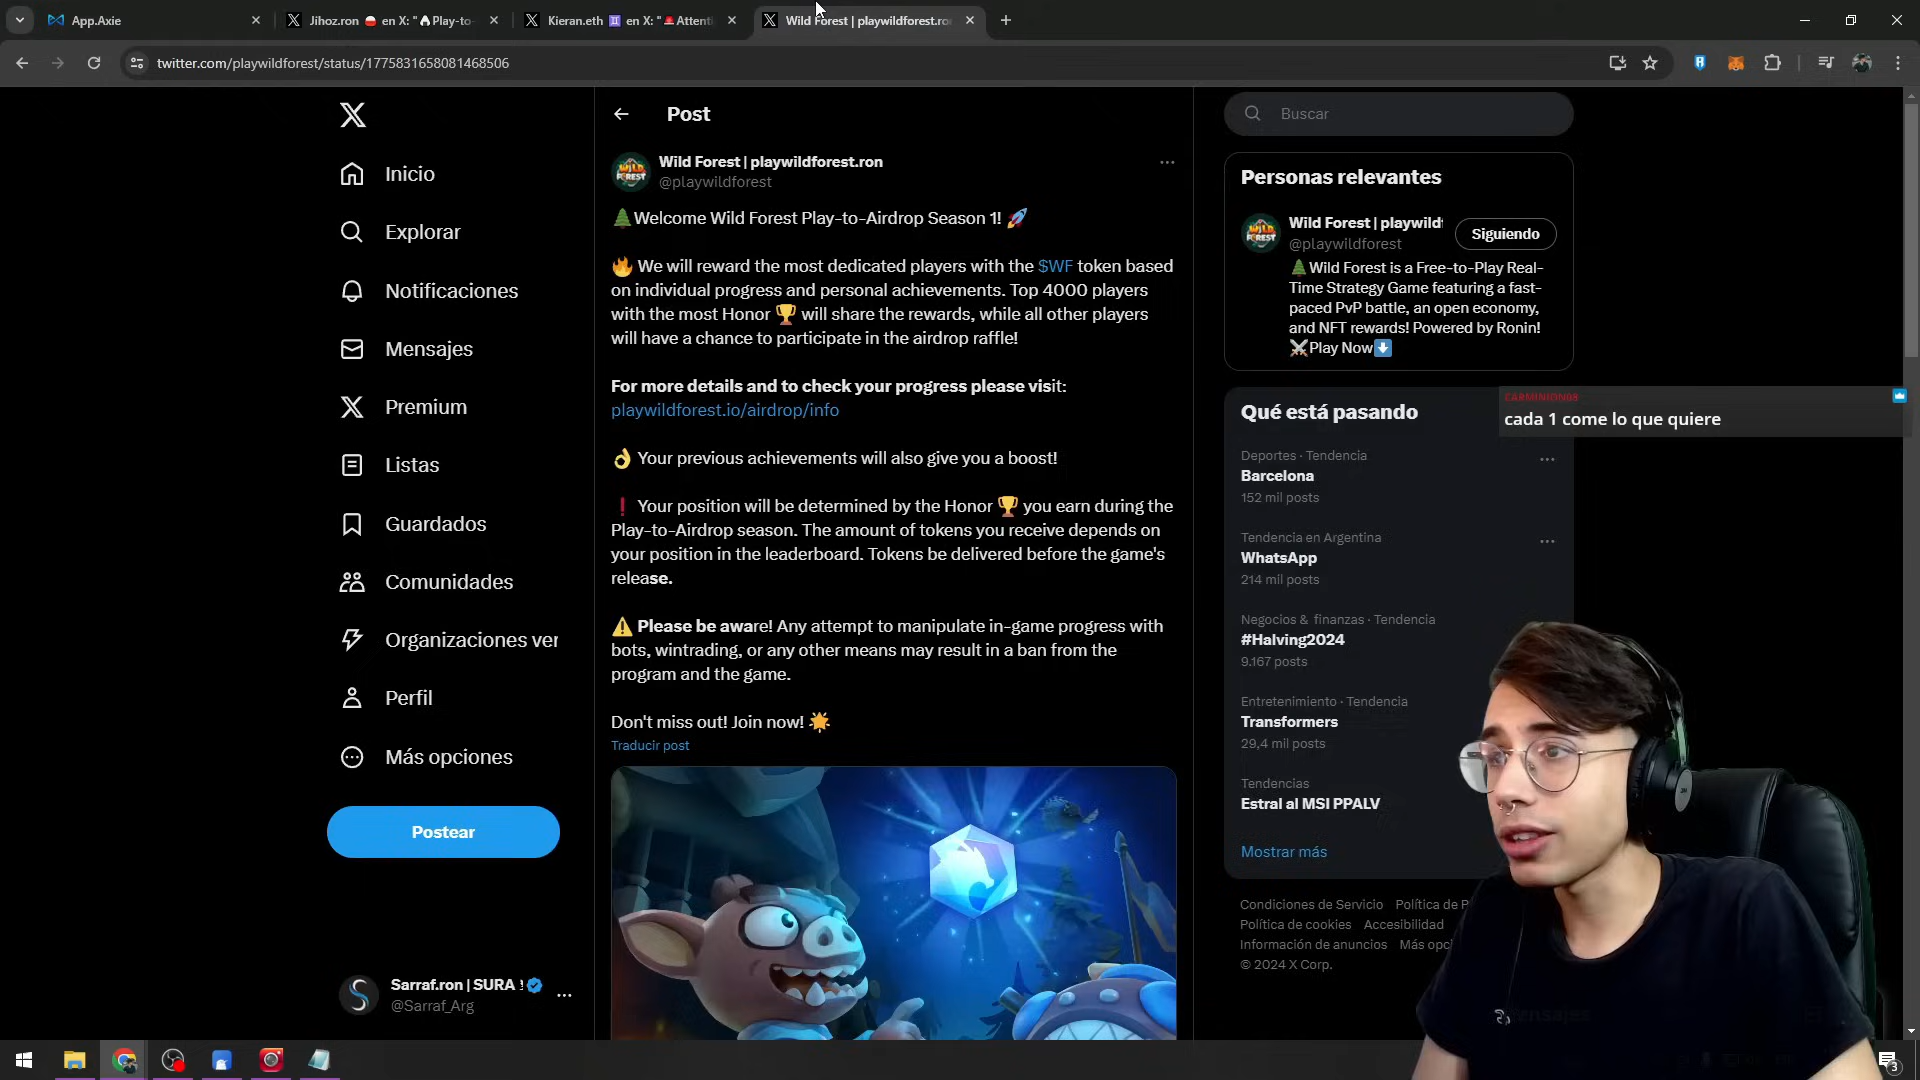 App.Axie
Jihoz.ron en X: "Play-to-
Kieran.eth en X: "Attenti
Wild Forest | playwildforest.ron
twitter.com/playwildforest/status/1775831658081468506
Inicio
Explorar
Notificaciones
Mensajes
Premium
Listas
Guardados
Comunidades
Organizaciones ver
Perfil
Más opciones
Postear
Sarraf.ron | SURA
@Sarraf_Arg
Post
Wild Forest | playwildforest.ron
@playwildforest
🌲Welcome Wild Forest Play-to-Airdrop Season 1! 🚀
🔥 We will reward the most dedicated players with the $WF token based
on individual progress and personal achievements. Top 4000 players
with the most Honor 🏆 will share the rewards, while all other players
will have a chance to participate in the airdrop raffle!
For more details and to check your progress please visit:
playwildforest.io/airdrop/info
👌 Your previous achievements will also give you a boost!
❗ Your position will be determined by the Honor 🏆 you earn during the
Play-to-Airdrop season. The amount of tokens you receive depends on
your position in the leaderboard. Tokens be delivered before the game's
release.
⚠️ Please be aware! Any attempt to manipulate in-game progress with
bots, wintrading, or any other means may result in a ban from the
program and the game.
Don't miss out! Join now! 🌟
Traducir post
Buscar
Personas relevantes
Wild Forest | playwildf
@playwildforest
Siguiendo
🌲Wild Forest is a Free-to-Play Real-
Time Strategy Game featuring a fast-
paced PvP battle, an open economy,
and NFT rewards! Powered by Ronin!
⚔️Play Now⬇️
Qué está pasando
CARMINION08
cada 1 come lo que quiere
Deportes · Tendencia
Barcelona
152 mil posts
Tendencia en Argentina
WhatsApp
214 mil posts
Negocios & finanzas · Tendencia
#Halving2024
9.167 posts
Entretenimiento · Tendencia
Transformers
29,4 mil posts
Tendencias
Estral al MSI PPALV
Mostrar más
Condiciones de Servicio Política de P
Política de cookies Accesibilidad
Información de anuncios Más opc
© 2024 X Corp.
Mensajes
3